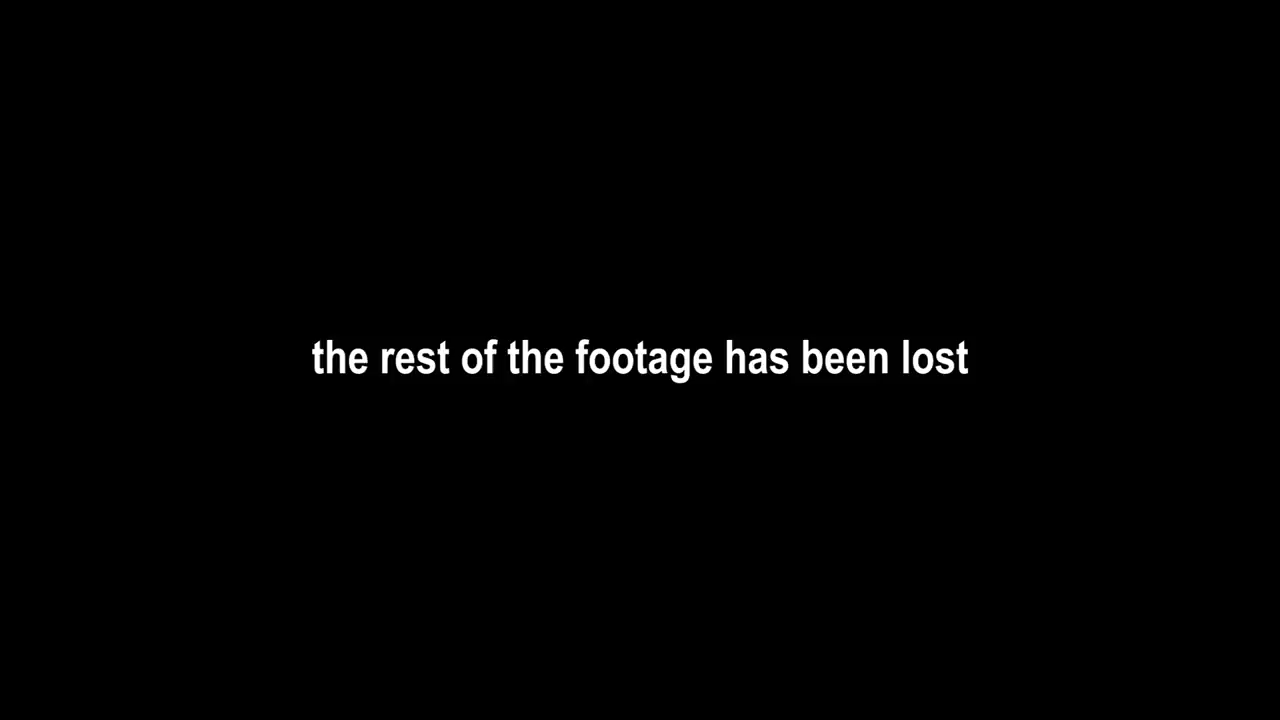 the rest of the footage has been lost